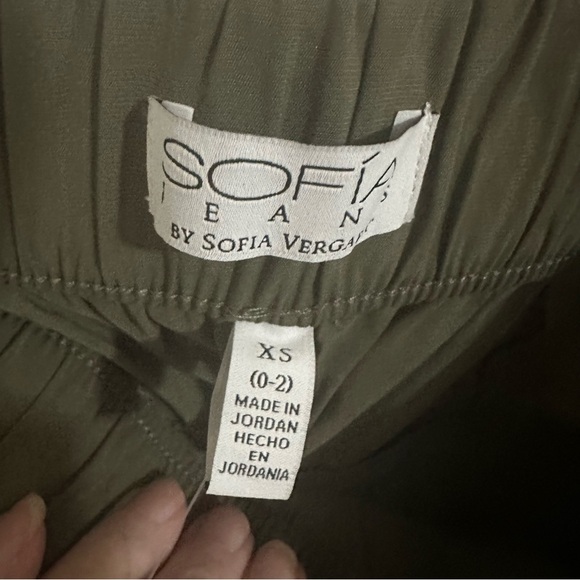 SOFÍA
JEANS
BY SOFIA VERGARA
XS
(0-2)
MADE IN
JORDAN
HECHO
EN
JORDANIA